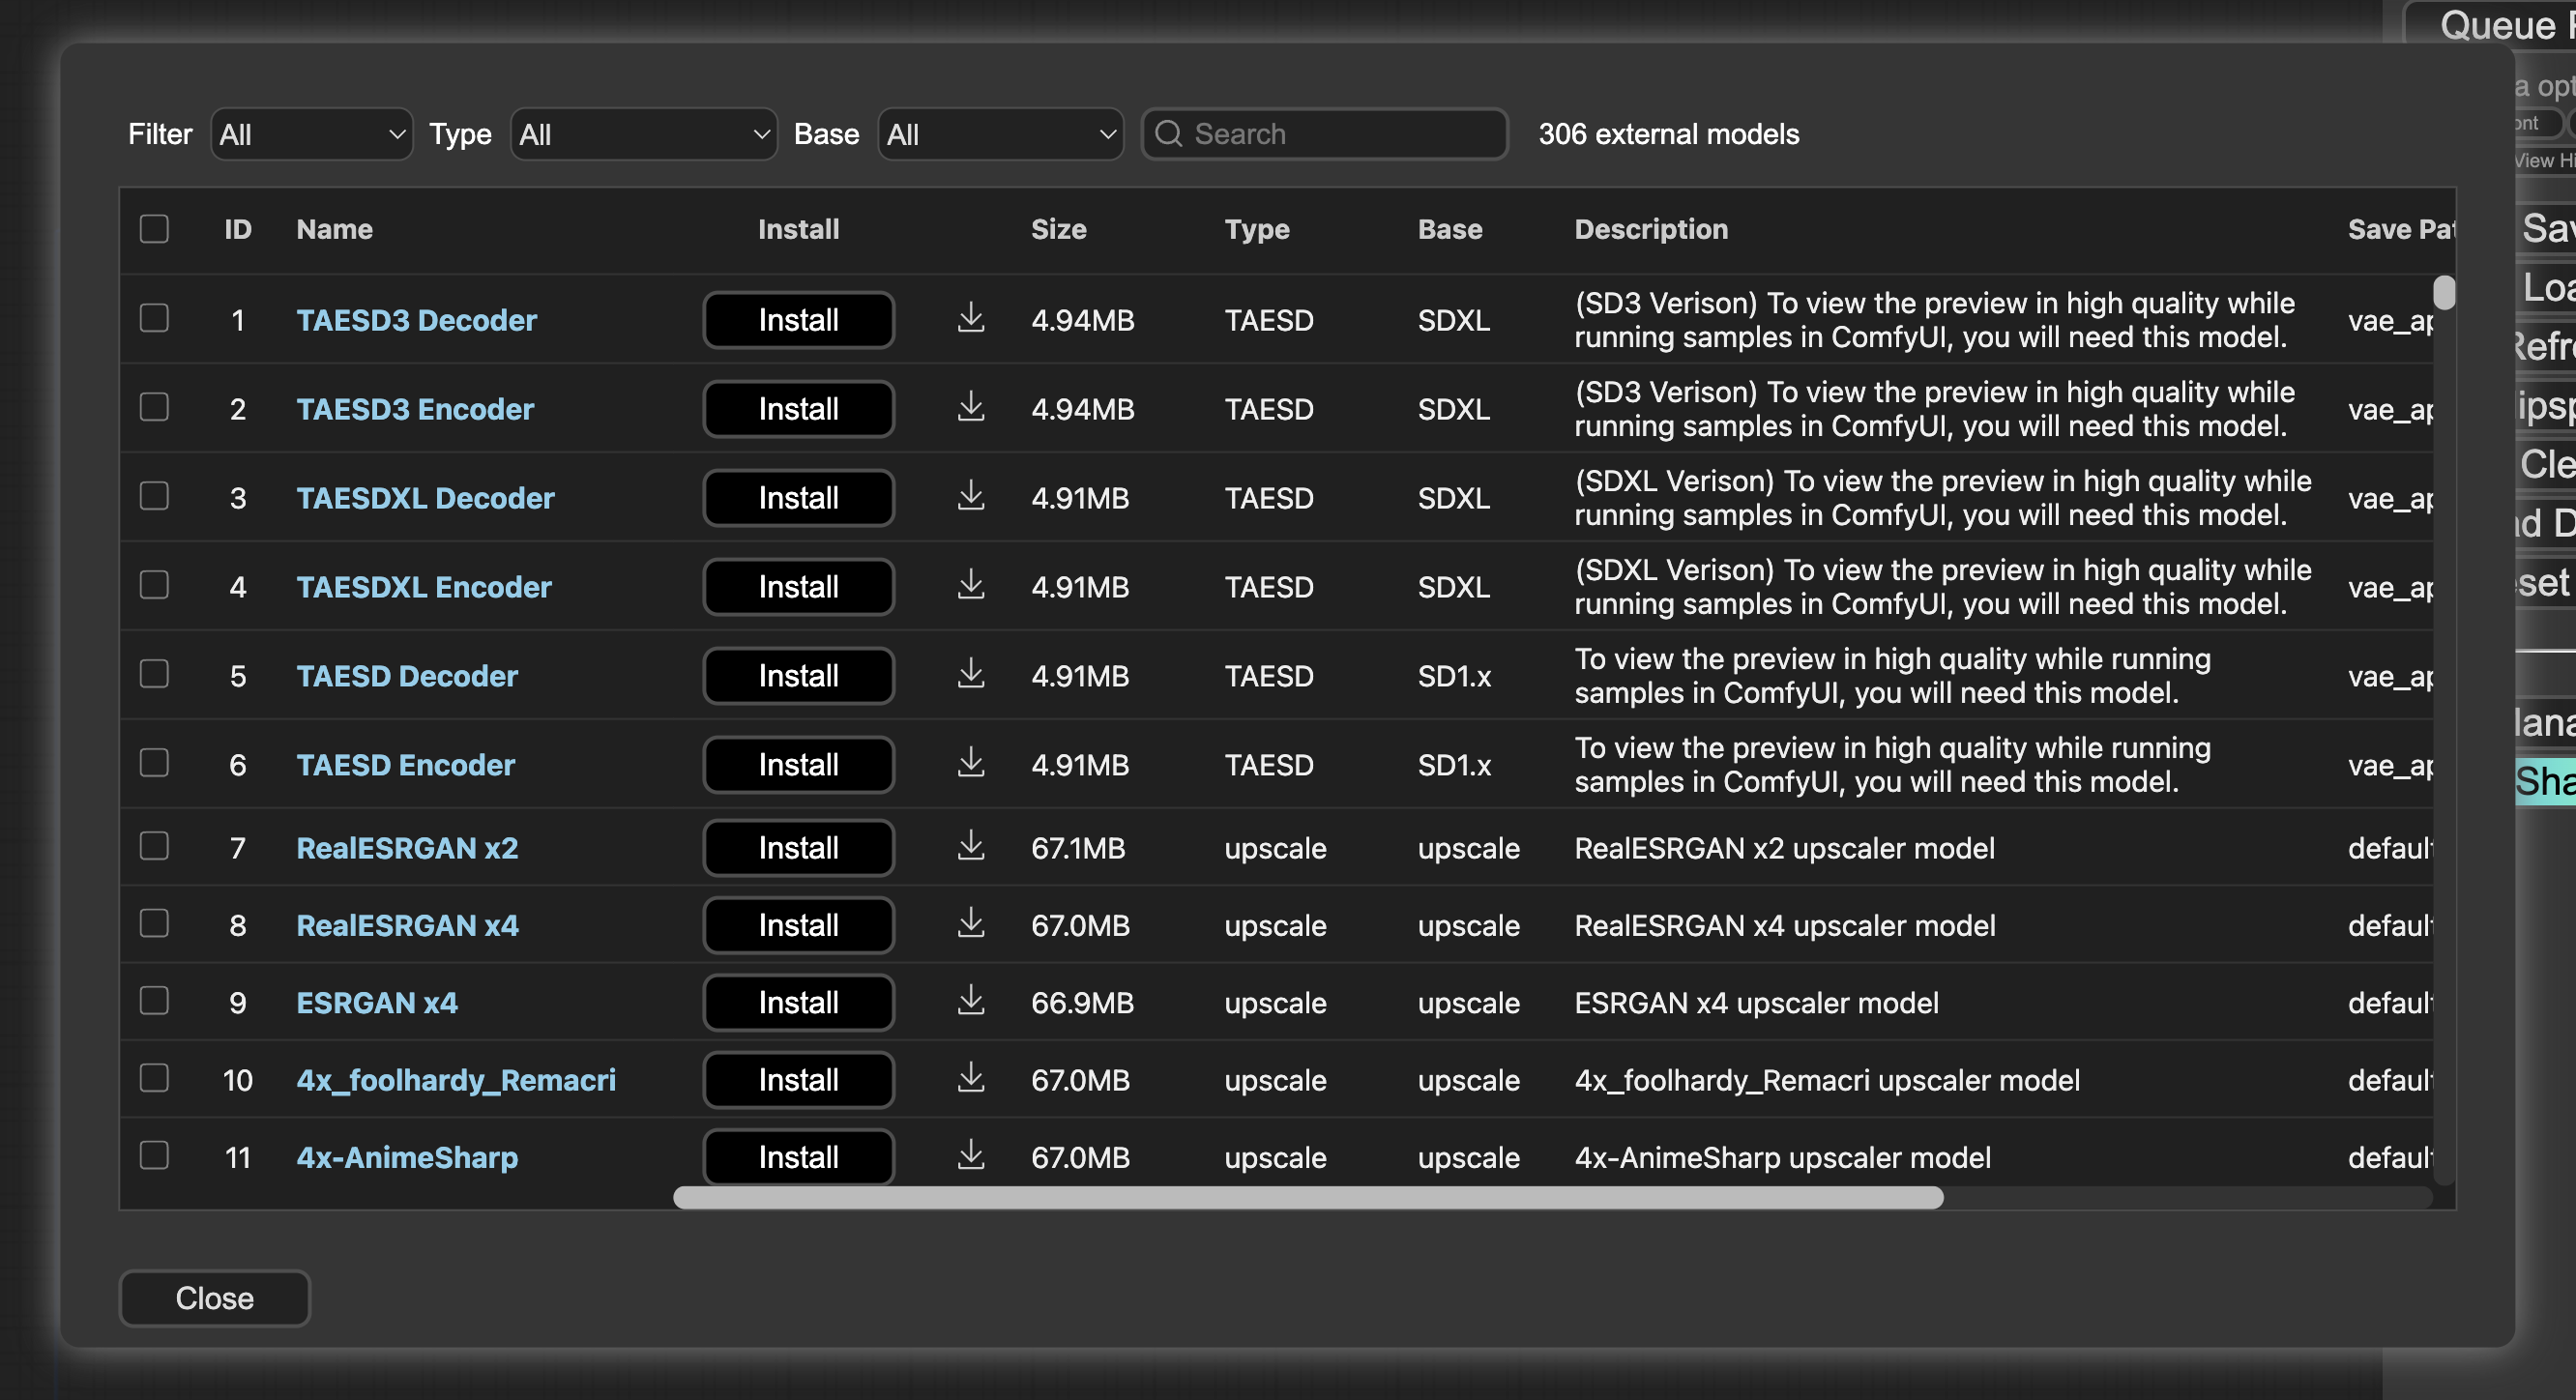 Queue
a opt
ont
View Hi
Filter All Type All Base All Search 306 external models
ID Name Install Size Type Base Description Save Pat
1 TAESD3 Decoder Install 4.94MB TAESD SDXL (SD3 Verison) To view the preview in high quality while
running samples in ComfyUI, you will need this model. vae_ap
2 TAESD3 Encoder Install 4.94MB TAESD SDXL (SD3 Verison) To view the preview in high quality while
running samples in ComfyUI, you will need this model. vae_ap
3 TAESDXL Decoder Install 4.91MB TAESD SDXL (SDXL Verison) To view the preview in high quality while
running samples in ComfyUI, you will need this model. vae_ap
4 TAESDXL Encoder Install 4.91MB TAESD SDXL (SDXL Verison) To view the preview in high quality while
running samples in ComfyUI, you will need this model. vae_ap
5 TAESD Decoder Install 4.91MB TAESD SD1.x To view the preview in high quality while running
samples in ComfyUI, you will need this model. vae_ap
6 TAESD Encoder Install 4.91MB TAESD SD1.x To view the preview in high quality while running
samples in ComfyUI, you will need this model. vae_ap
7 RealESRGAN x2 Install 67.1MB upscale upscale RealESRGAN x2 upscaler model default
8 RealESRGAN x4 Install 67.0MB upscale upscale RealESRGAN x4 upscaler model default
9 ESRGAN x4 Install 66.9MB upscale upscale ESRGAN x4 upscaler model default
10 4x_foolhardy_Remacri Install 67.0MB upscale upscale 4x_foolhardy_Remacri upscaler model default
11 4x-AnimeSharp Install 67.0MB upscale upscale 4x-AnimeSharp upscaler model default
Close
Sav
Loa
Refre
ipsp
Cle
ad D
eset
Mana
Sha